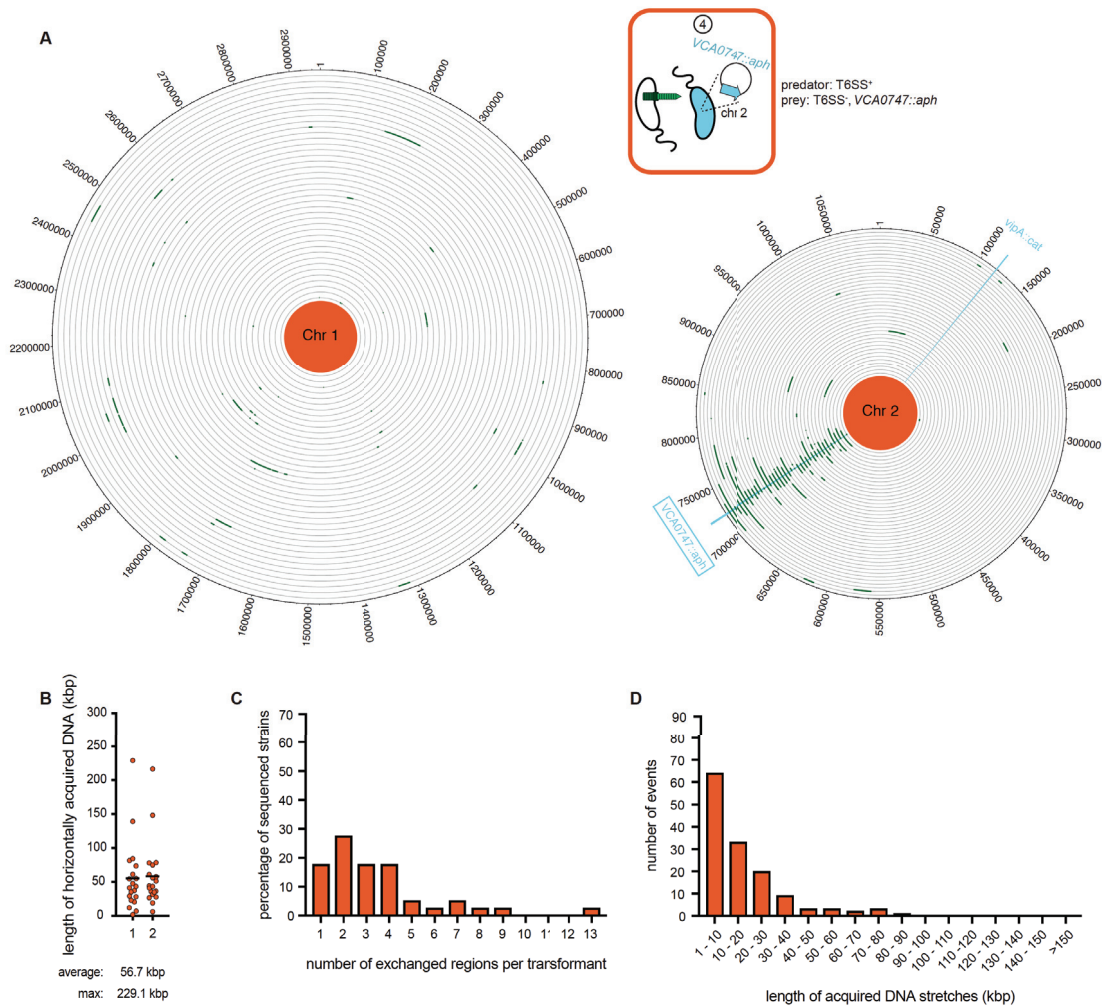 A
1
100000
200000
300000
400000
500000
600000
700000
800000
900000
1000000
1100000
1200000
1300000
1400000
1500000
1600000
1700000
1800000
1900000
2000000
2100000
2200000
2300000
2400000
2500000
2600000
2700000
2800000
2900000
Chr 1
4
VCA0747::aph
chr 2
predator: T6SS+
prey: T6SS-, VCA0747::aph
1
50000
100000
vipA::cat
150000
200000
250000
300000
350000
400000
450000
500000
550000
600000
650000
700000
VCA0747::aph
750000
800000
850000
900000
950000
1000000
1050000
Chr 2
B
length of horizontally acquired DNA (kbp)
300
250
200
150
100
50
0
1 2
average: 56.7 kbp
max: 229.1 kbp
C
percentage of sequenced strains
70
60
50
40
30
20
10
0
1 2 3 4 5 6 7 8 9 10 1' 12 13
number of exchanged regions per transformant
D
number of events
90
80
70
60
50
40
30
20
10
0
1 - 10
10 - 20
20 - 30
30 - 40
40 - 50
50 - 60
60 - 70
70 - 80
80 - 90
90 - 100
100 - 110
110 -120
120 - 130
130 - 140
140 - 150
>150
length of acquired DNA stretches (kbp)